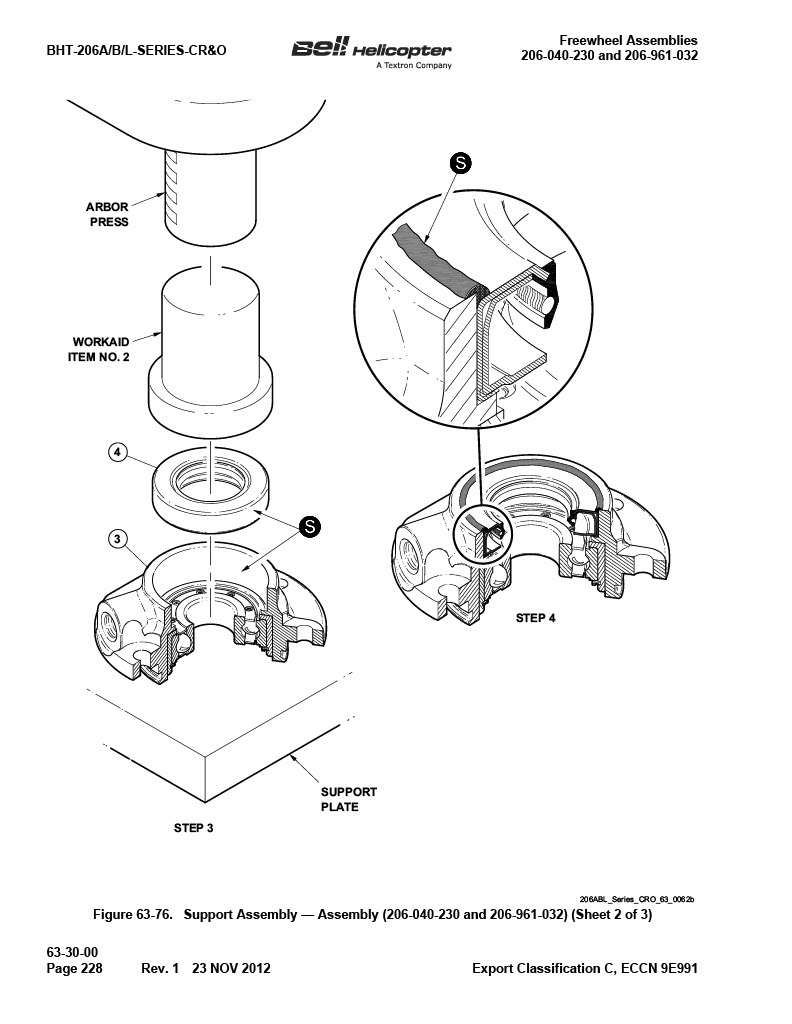 BHT-206A/B/L-SERIES-CR&O
Bell Helicopter
A Textron Company
Freewheel Assemblies
206-040-230 and 206-961-032
S
ARBOR
PRESS
WORKAID
ITEM NO. 2
4
S
3
STEP 4
SUPPORT
PLATE
STEP 3
206ABL_Series_CRO_63_0062b
Figure 63-76. Support Assembly — Assembly (206-040-230 and 206-961-032) (Sheet 2 of 3)
63-30-00
Page 228 Rev. 1 23 NOV 2012 Export Classification C, ECCN 9E991